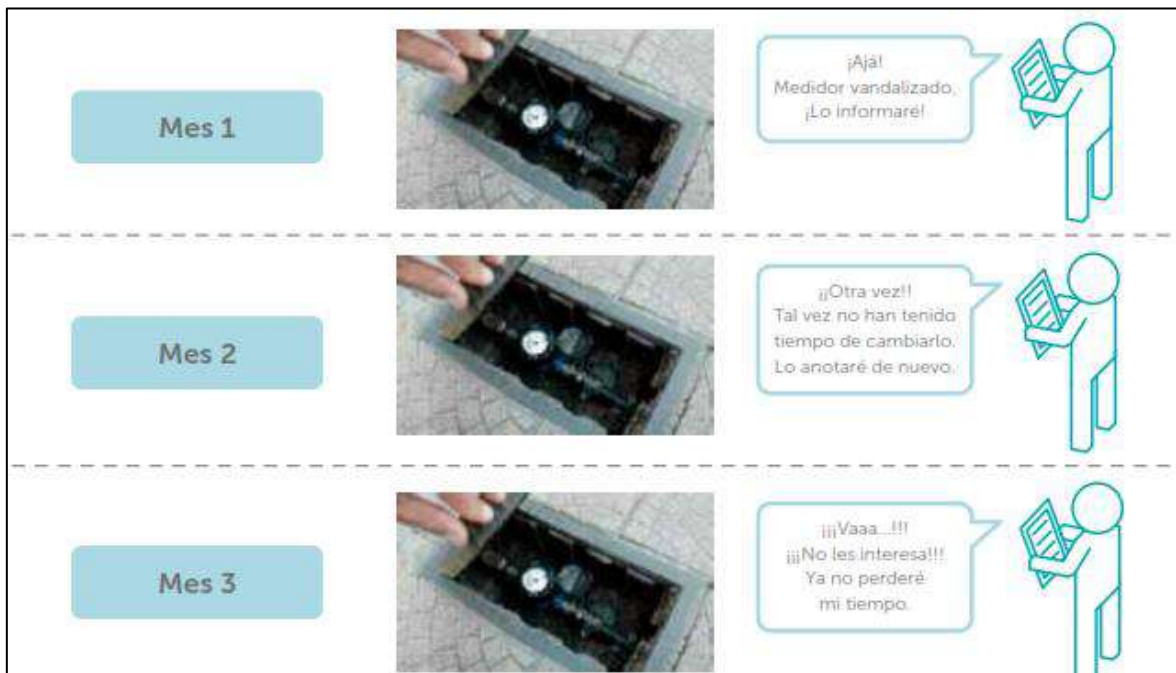 Mes 1
¡Ajá!
Medidor vandalizado,
¡Lo informaré!
Mes 2
¡¡Otra vez!!
Tal vez no han tenido
tiempo de cambiarlo.
Lo anotaré de nuevo.
Mes 3
¡¡¡Vaaa...!!!
¡¡¡No les interesa!!!
Ya no perderé
mi tiempo.